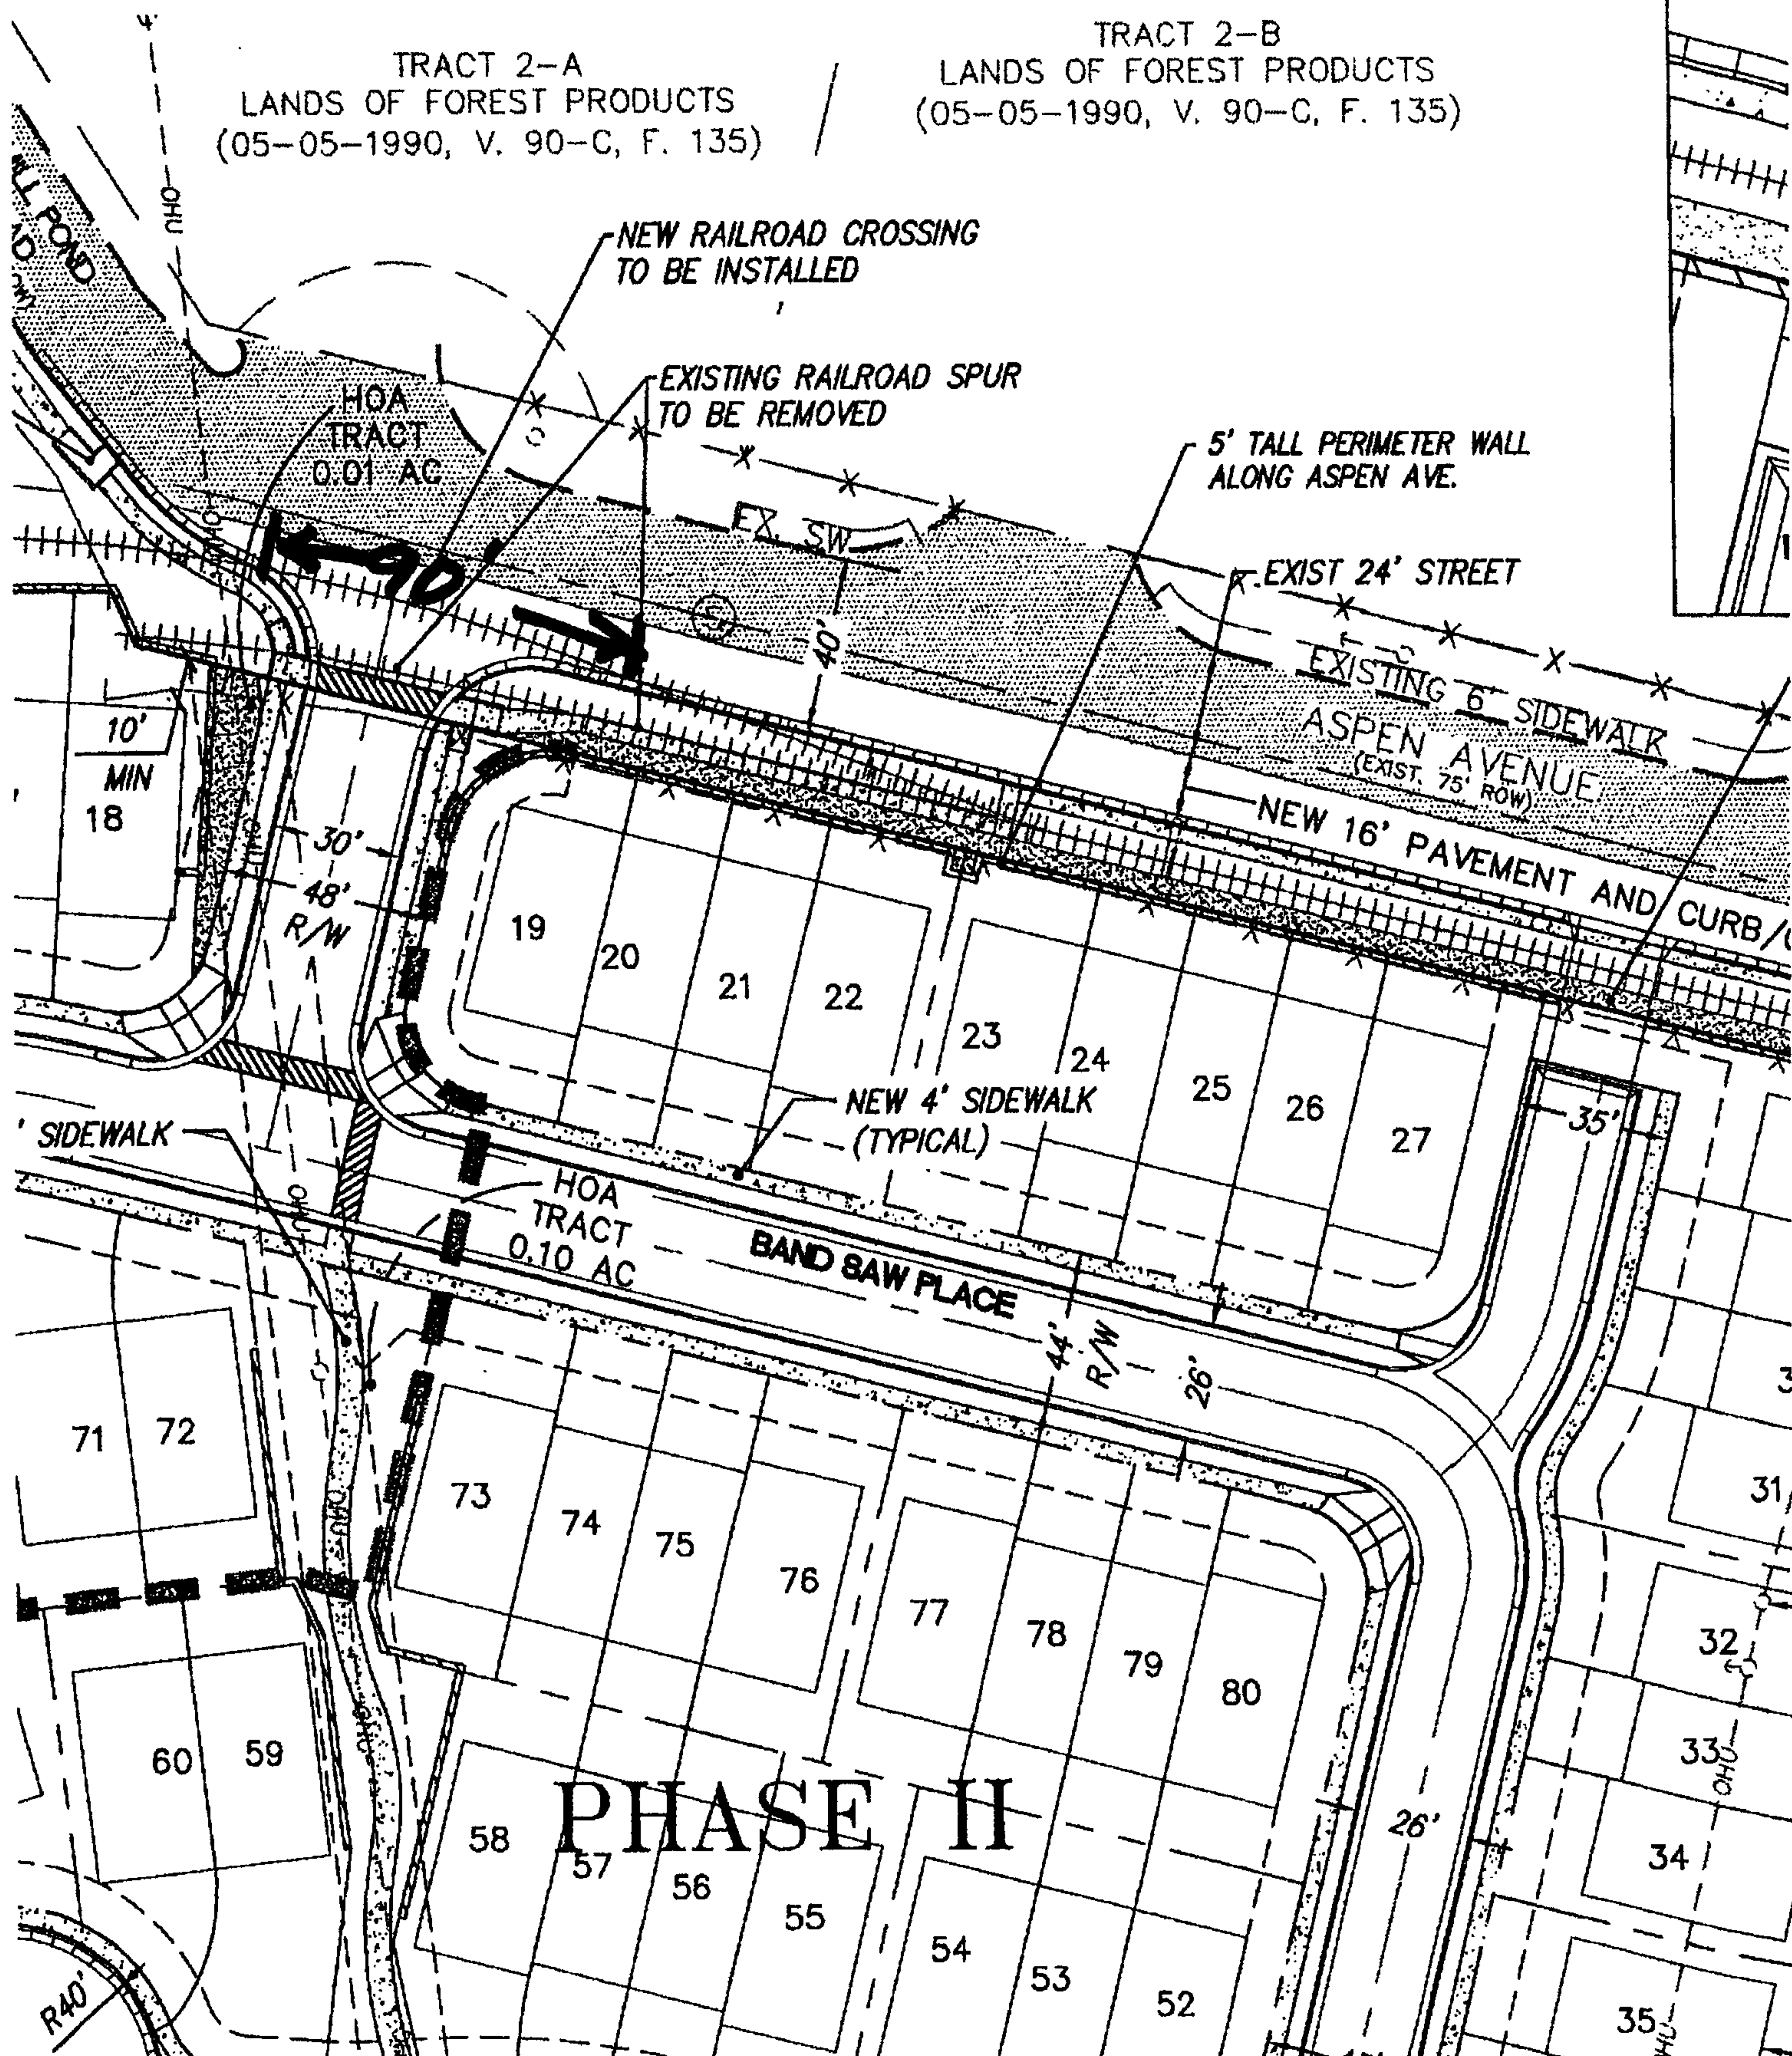 TRACT 2-A
LANDS OF FOREST PRODUCTS
(05-05-1990, V. 90-C, F. 135)
TRACT 2-B
LANDS OF FOREST PRODUCTS
(05-05-1990, V. 90-C, F. 135)
OHU
POND
NEW RAILROAD CROSSING
TO BE INSTALLED
EXISTING RAILROAD SPUR
TO BE REMOVED
HOA
TRACT
0.01 AC
5' TALL PERIMETER WALL
ALONG ASPEN AVE.
EX. SW
EXIST 24' STREET
90'
40'
EXISTING 6' SIDEWALK
ASPEN AVENUE
(EXIST. 75' ROW)
NEW 16' PAVEMENT AND CURB/
10'
MIN
18
30'
48'
R/W
19
20
21
22
23
24
25
26
27
35'
NEW 4' SIDEWALK
(TYPICAL)
' SIDEWALK
OHU
HOA
TRACT
0.10 AC
BAND SAW PLACE
44'
R/W
26'
71
72
73
74
75
76
77
78
79
80
31
32
33
34
35
OHU
OHU
OHU
60
59
PHASE II
58
57
56
55
54
53
52
26'
R40'